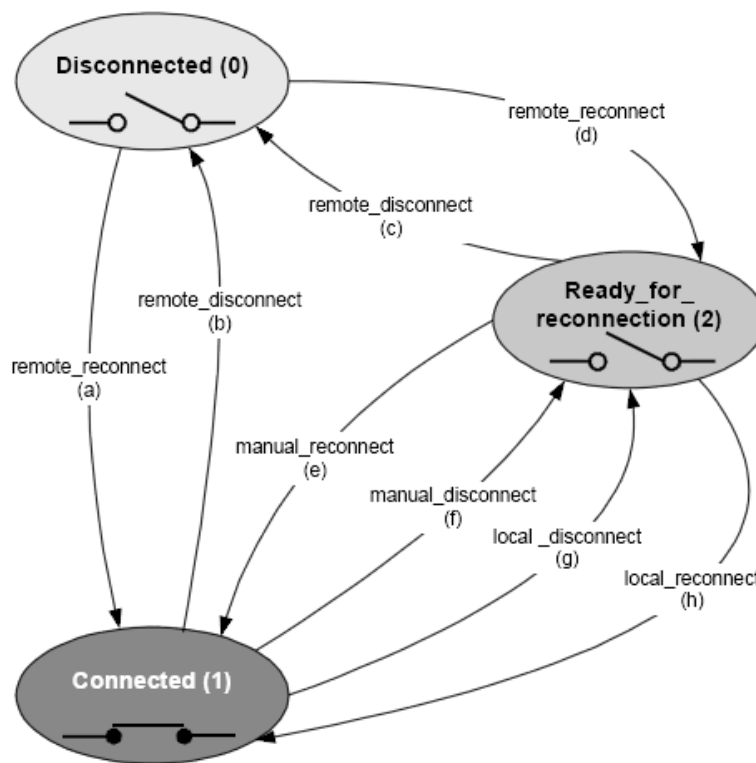 Disconnected (0)
remote_reconnect
(d)
remote_disconnect
(c)
remote_disconnect
(b)
Ready_for_
reconnection (2)
remote_reconnect
(a)
manual_reconnect
(e)
manual_disconnect
(f)
local _disconnect
(g)
local_reconnect
(h)
Connected (1)